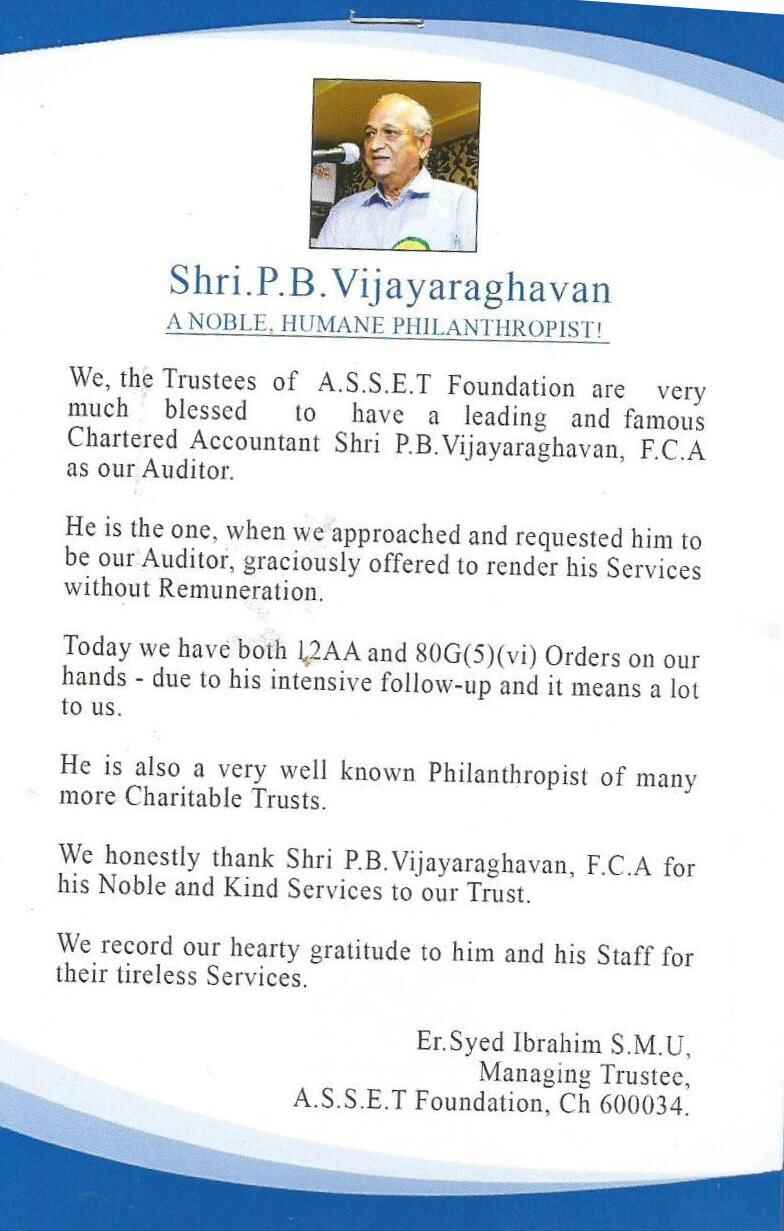 Shri.P.B.Vijayaraghavan
A NOBLE, HUMANE PHILANTHROPIST!
We, the Trustees of A.S.S.E.T Foundation are very
much blessed to have a leading and famous
Chartered Accountant Shri P.B.Vijayaraghavan, F.C.A
as our Auditor.
He is the one, when we approached and requested him to
be our Auditor, graciously offered to render his Services
without Remuneration.
Today we have both 12AA and 80G(5)(vi) Orders on our
hands - due to his intensive follow-up and it means a lot
to us.
He is also a very well known Philanthropist of many
more Charitable Trusts.
We honestly thank Shri P.B.Vijayaraghavan, F.C.A for
his Noble and Kind Services to our Trust.
We record our hearty gratitude to him and his Staff for
their tireless Services.
Er.Syed Ibrahim S.M.U,
Managing Trustee,
A.S.S.E.T Foundation, Ch 600034.